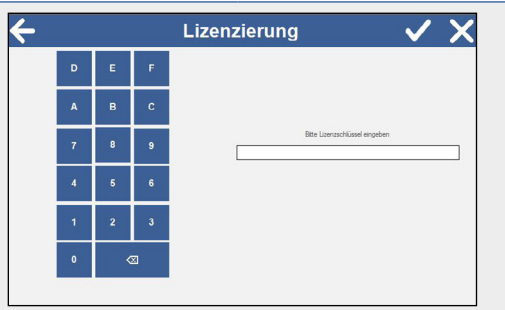 Lizenzierung
D E F
A B C
7 8 9
Bitte Lizenzschlüssel eingeben
4 5 6
1 2 3
0